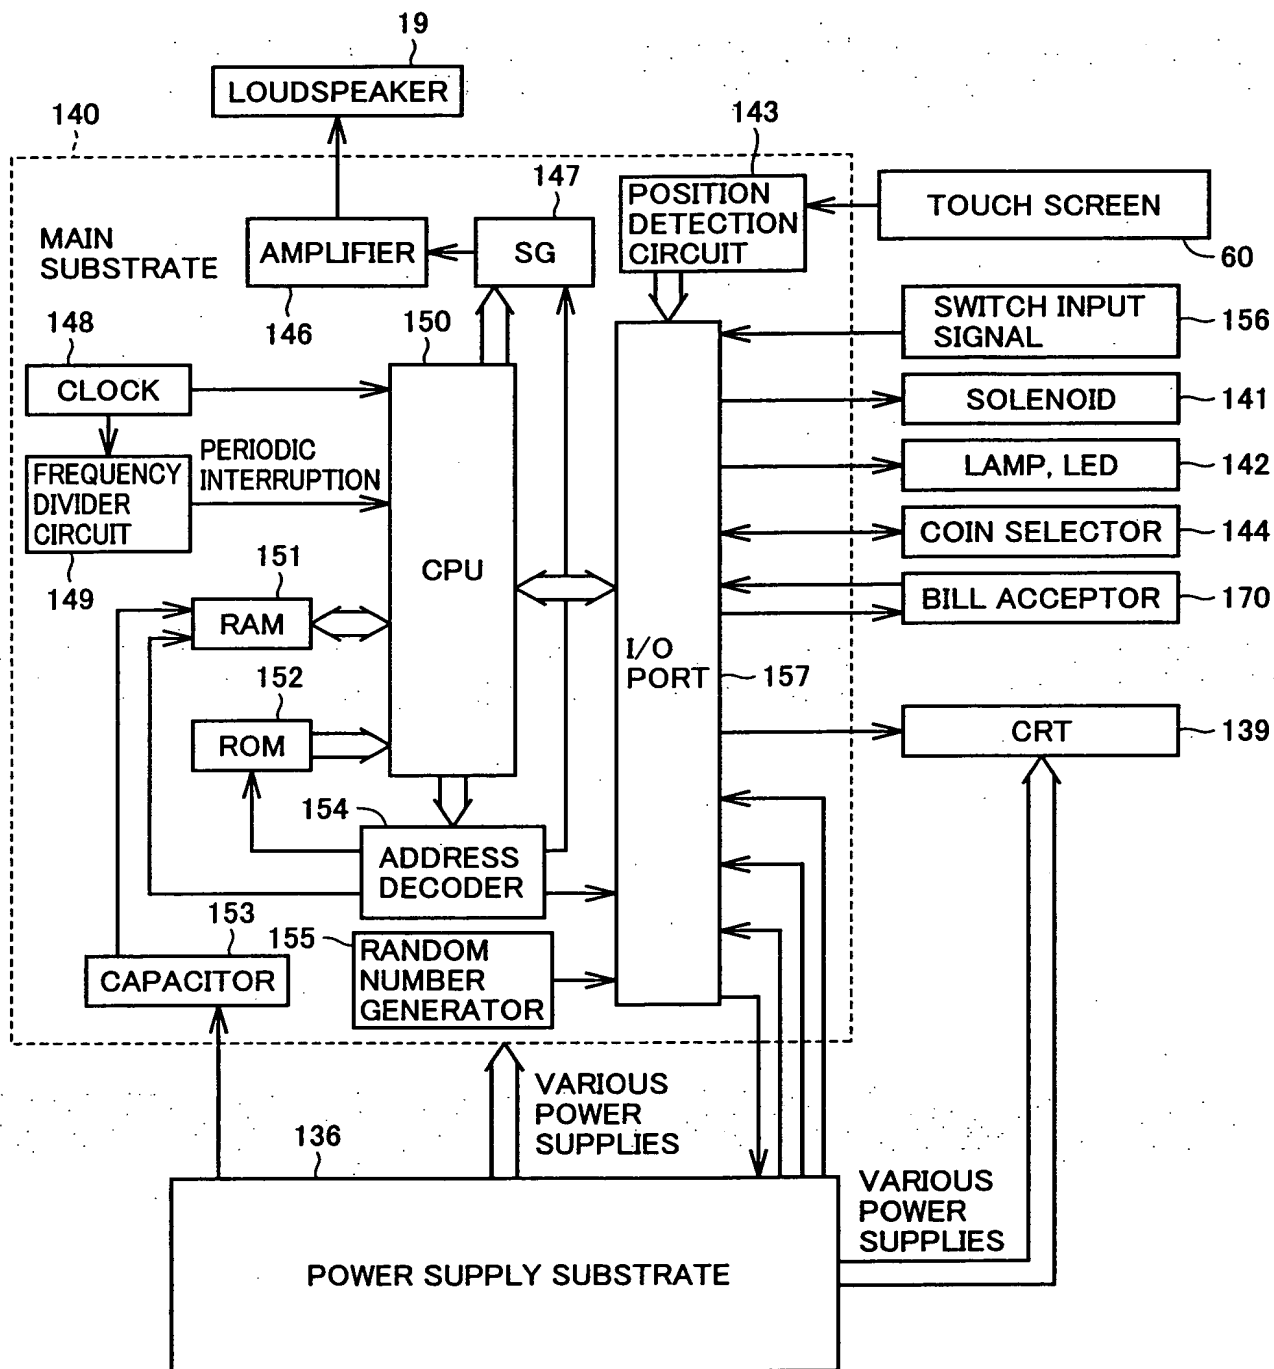 19
LOUDSPEAKER
140
143
147
POSITION
DETECTION
CIRCUIT
TOUCH SCREEN
60
MAIN
SUBSTRATE
AMPLIFIER
SG
146
148
150
SWITCH INPUT
SIGNAL
156
CLOCK
SOLENOID
141
PERIODIC
INTERRUPTION
FREQUENCY
DIVIDER
CIRCUIT
LAMP, LED
142
COIN SELECTOR
144
149
151
CPU
BILL ACCEPTOR
170
RAM
I/O
PORT
157
152
ROM
CRT
139
154
ADDRESS
DECODER
153
155
CAPACITOR
RANDOM
NUMBER
GENERATOR
VARIOUS
POWER
SUPPLIES
136
VARIOUS
POWER
SUPPLIES
POWER SUPPLY SUBSTRATE